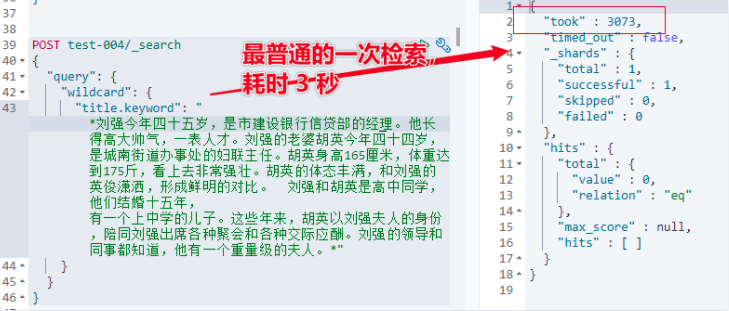 37
38
39 POST test-004/_search
40 {
41 "query": {
42 "wildcard": {
43 "title.keyword": "
*刘强今年四十五岁，是市建设银行信贷部的经理。他长
得高大帅气，一表人才。刘强的老婆胡英今年四十四岁，
是城南街道办事处的妇联主任。胡英身高165厘米，体重达
到175斤，看上去非常强壮。胡英的体态丰满，和刘强的
英俊潇洒，形成鲜明的对比。 刘强和胡英是高中同学，
他们结婚十五年，
有一个上中学的儿子。这些年来，胡英以刘强夫人的身份
，陪同刘强出席各种聚会和各种交际应酬。刘强的领导和
同事都知道，他有一个重量级的夫人。*"
44 }
45 }
46 }
最普通的一次检索，
耗时 3 秒
1 {
2 "took" : 3073,
3 "timed_out" : false,
4 "_shards" : {
5 "total" : 1,
6 "successful" : 1,
7 "skipped" : 0,
8 "failed" : 0
9 },
10 "hits" : {
11 "total" : {
12 "value" : 0,
13 "relation" : "eq"
14 },
15 "max_score" : null,
16 "hits" : [ ]
17 }
18 }
19